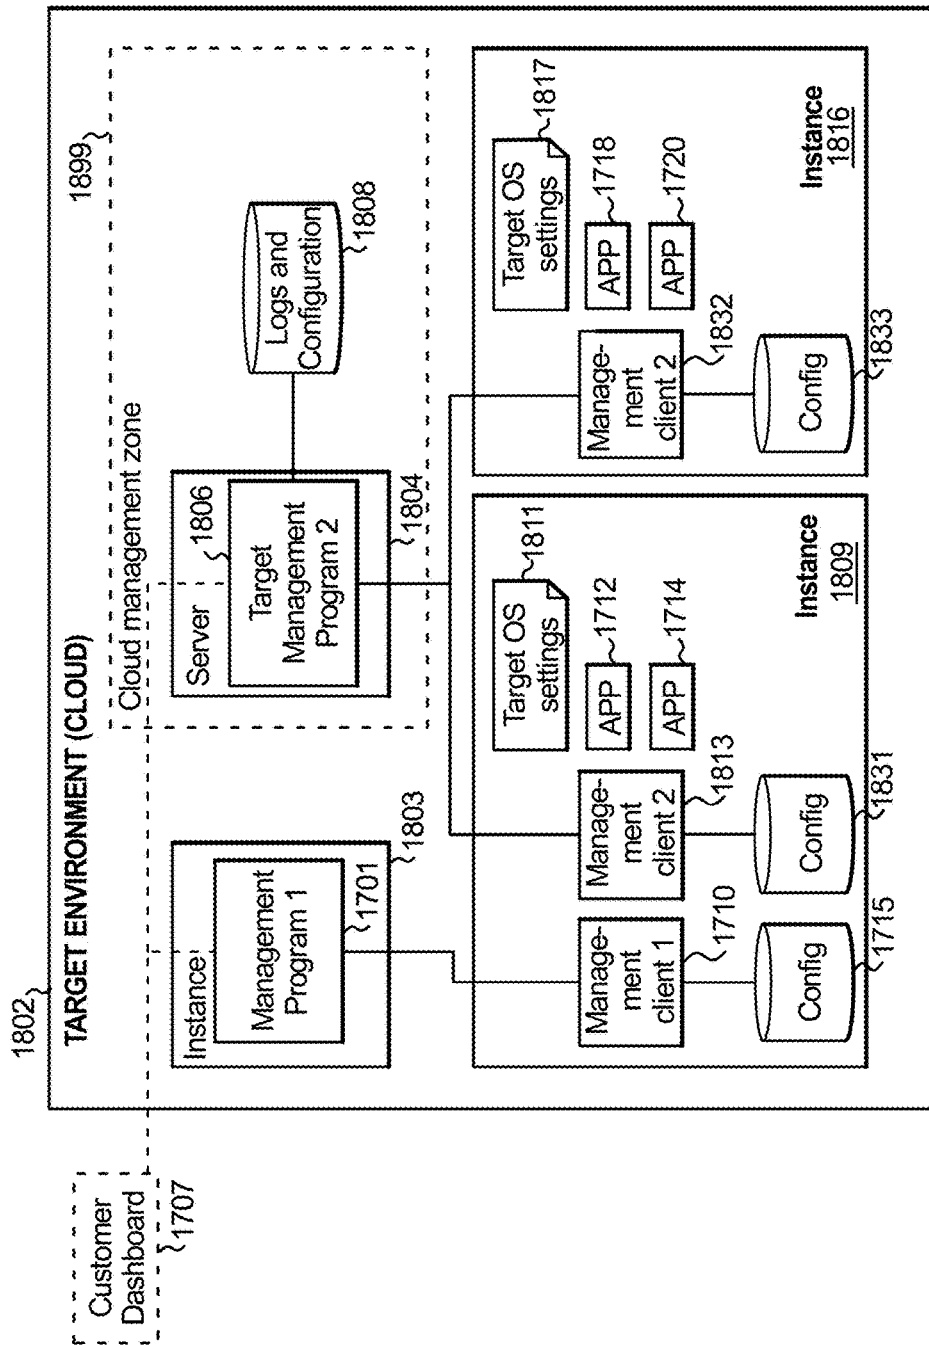 1802
TARGET ENVIRONMENT (CLOUD)
Customer
Dashboard
1707
Instance
Management
Program 1
1701
1803
Cloud management zone
1899
Server
1806
Target
Management
Program 2
1804
Logs and
Configuration
1808
Manage-
ment
client 1
1710
Config
1715
Manage-
ment
client 2
1813
Config
1831
Target OS
settings
1811
APP
1712
APP
1714
Instance
1809
Manage-
ment
client 2
1832
Config
1833
Target OS
settings
1817
APP
1718
APP
1720
Instance
1816